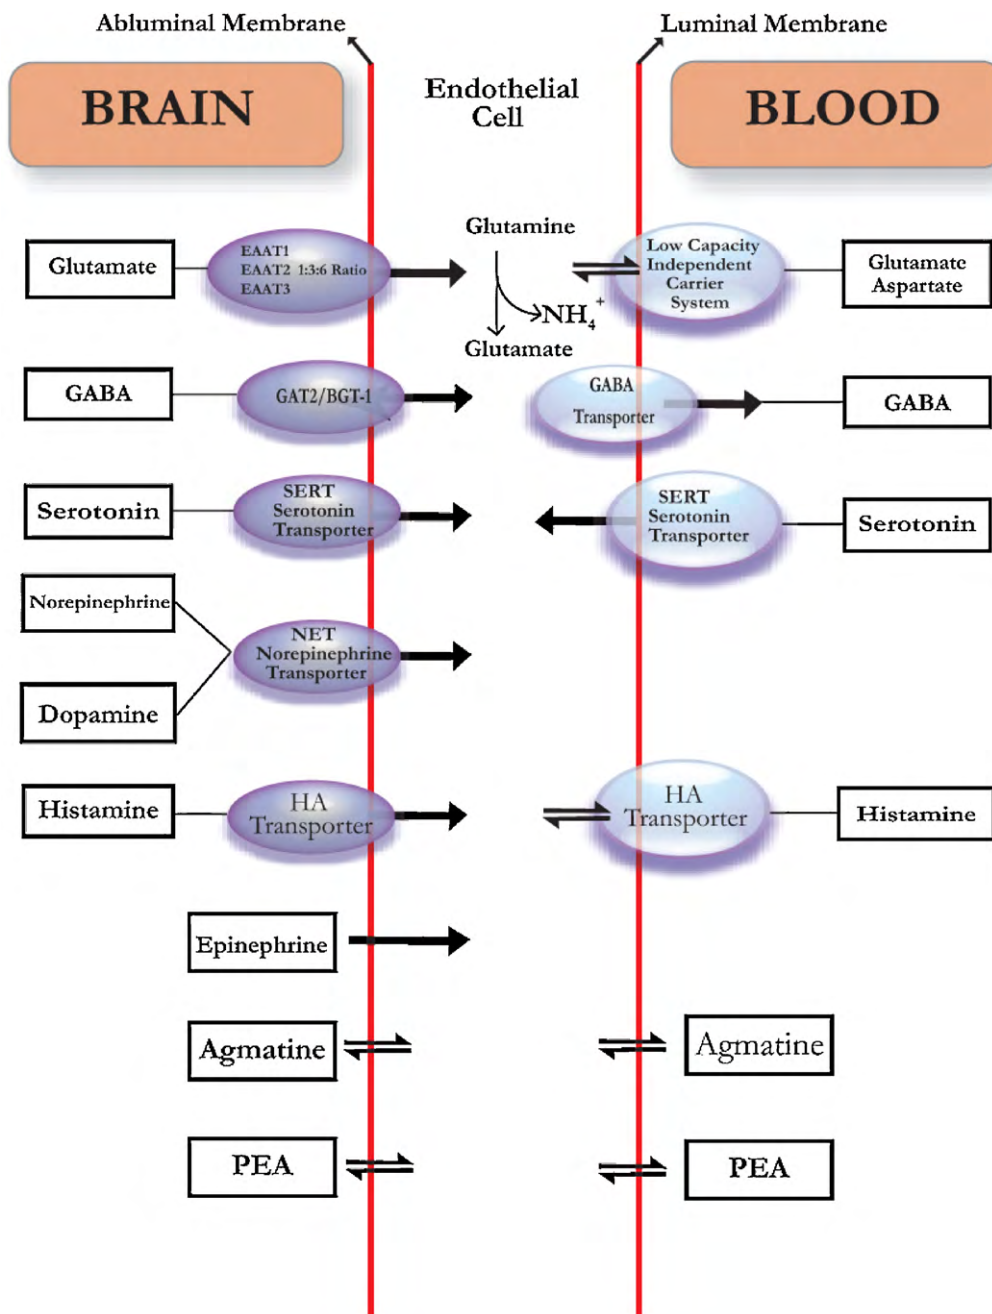 Abluminal Membrane
Luminal Membrane
BRAIN
Endothelial
Cell
BLOOD
Glutamate
EAAT1
EAAT2 1:3:6 Ratio
EAAT3
Glutamine
NH₄⁺
Glutamate
Low Capacity
Independent
Carrier
System
Glutamate
Aspartate
GABA
GAT2/BGT-1
GABA
Transporter
GABA
Serotonin
SERT
Serotonin
Transporter
SERT
Serotonin
Transporter
Serotonin
Norepinephrine
Dopamine
NET
Norepinephrine
Transporter
Histamine
HA
Transporter
HA
Transporter
Histamine
Epinephrine
Agmatine
Agmatine
PEA
PEA